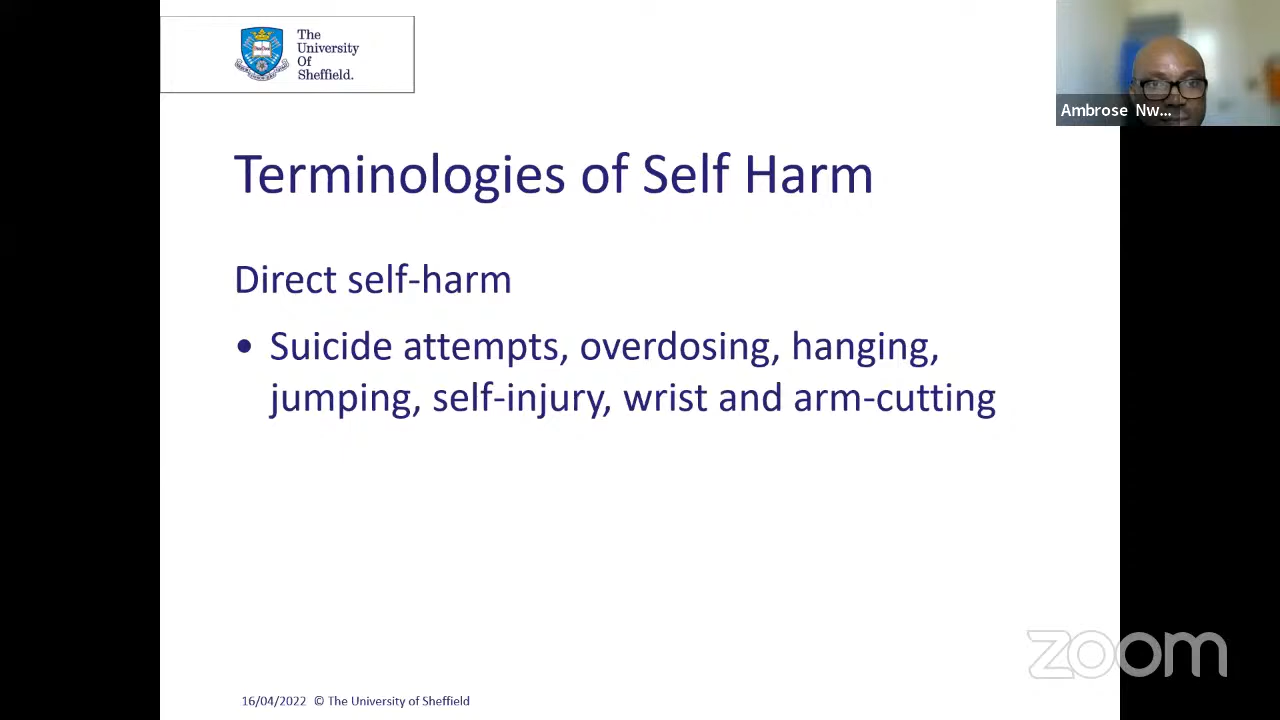 The
University
Of
Sheffield.
Ambrose Nw...
Terminologies of Self Harm
Direct self-harm
• Suicide attempts, overdosing, hanging,
jumping, self-injury, wrist and arm-cutting
zoom
16/04/2022 © The University of Sheffield